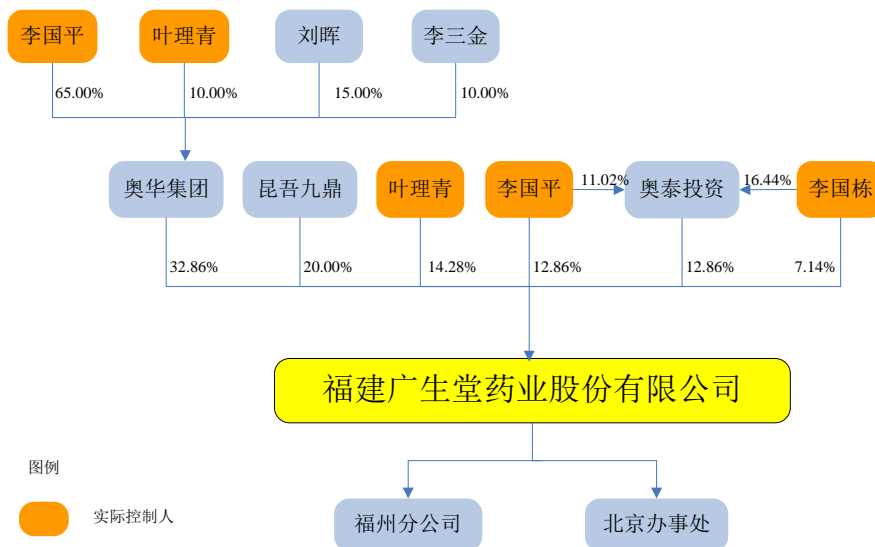 李国平 叶理青 刘晖 李三金
65.00% 10.00% 15.00% 10.00%
奥华集团 昆吾九鼎 叶理青 李国平 11.02% 奥泰投资 16.44% 李国栋
32.86% 20.00% 14.28% 12.86% 12.86% 7.14%
福建广生堂药业股份有限公司
图例
实际控制人
福州分公司 北京办事处